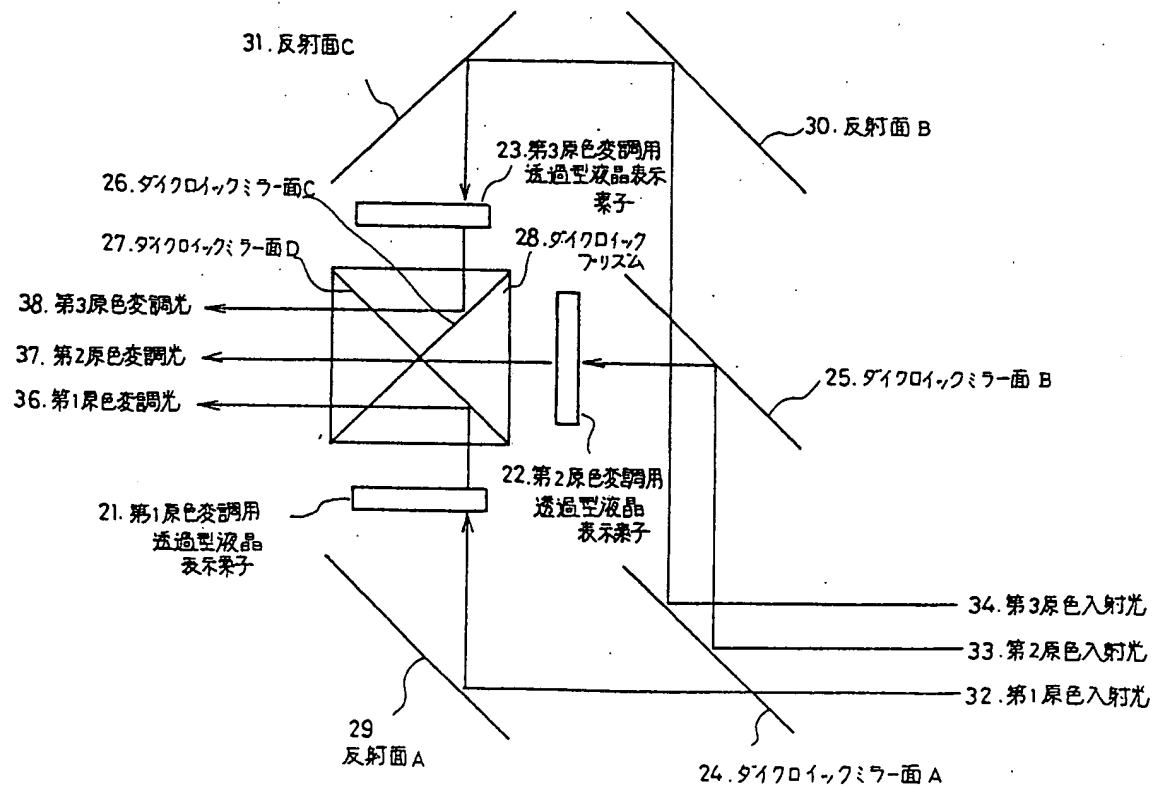 31.反射面C
30.反射面B
23.第3原色変調用
透過型液晶表示
素子
26.ダイクロイックミラー面C
27.ダイクロイックミラー面D
28.ダイクロイック
プリズム
38.第3原色変調光
37.第2原色変調光
36.第1原色変調光
25.ダイクロイックミラー面B
22.第2原色変調用
透過型液晶
表示素子
21.第1原色変調用
透過型液晶
表示素子
34.第3原色入射光
33.第2原色入射光
32.第1原色入射光
29
反射面A
24.ダイクロイックミラー面A